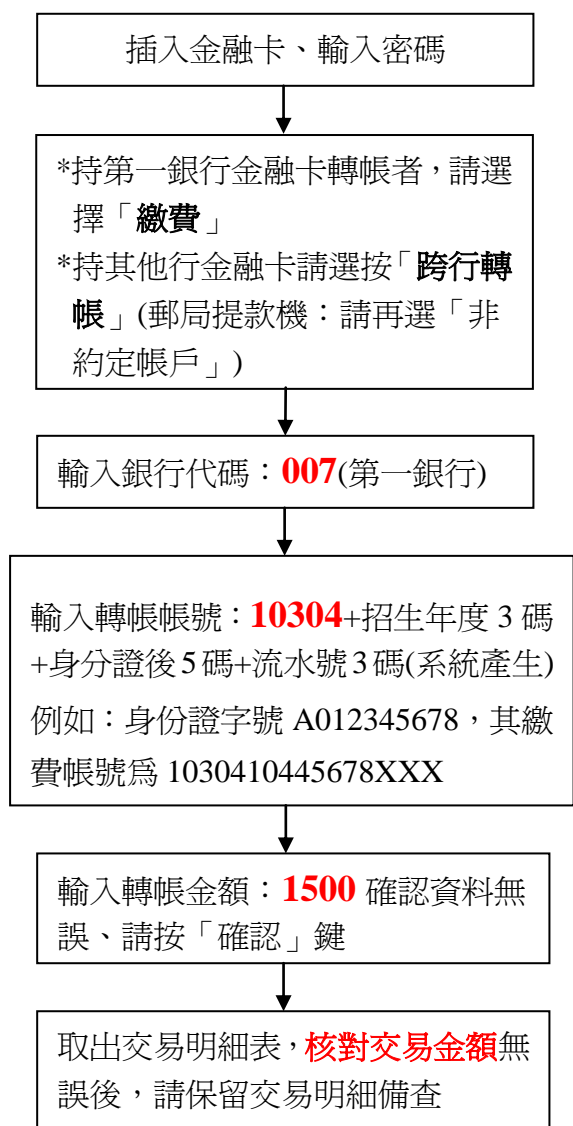 插入金融卡、輸入密碼
*持第一銀行金融卡轉帳者，請選
擇「繳費」
*持其他行金融卡請選按「跨行轉
帳」(郵局提款機：請再選「非
約定帳戶」)
輸入銀行代碼：007(第一銀行)
輸入轉帳帳號：10304+招生年度 3 碼
+身分證後 5 碼+流水號 3 碼(系統產生)
例如：身份證字號 A012345678，其繳
費帳號為 1030410445678XXX
輸入轉帳金額：1500 確認資料無
誤、請按「確認」鍵
取出交易明細表，核對交易金額無
誤後，請保留交易明細備查